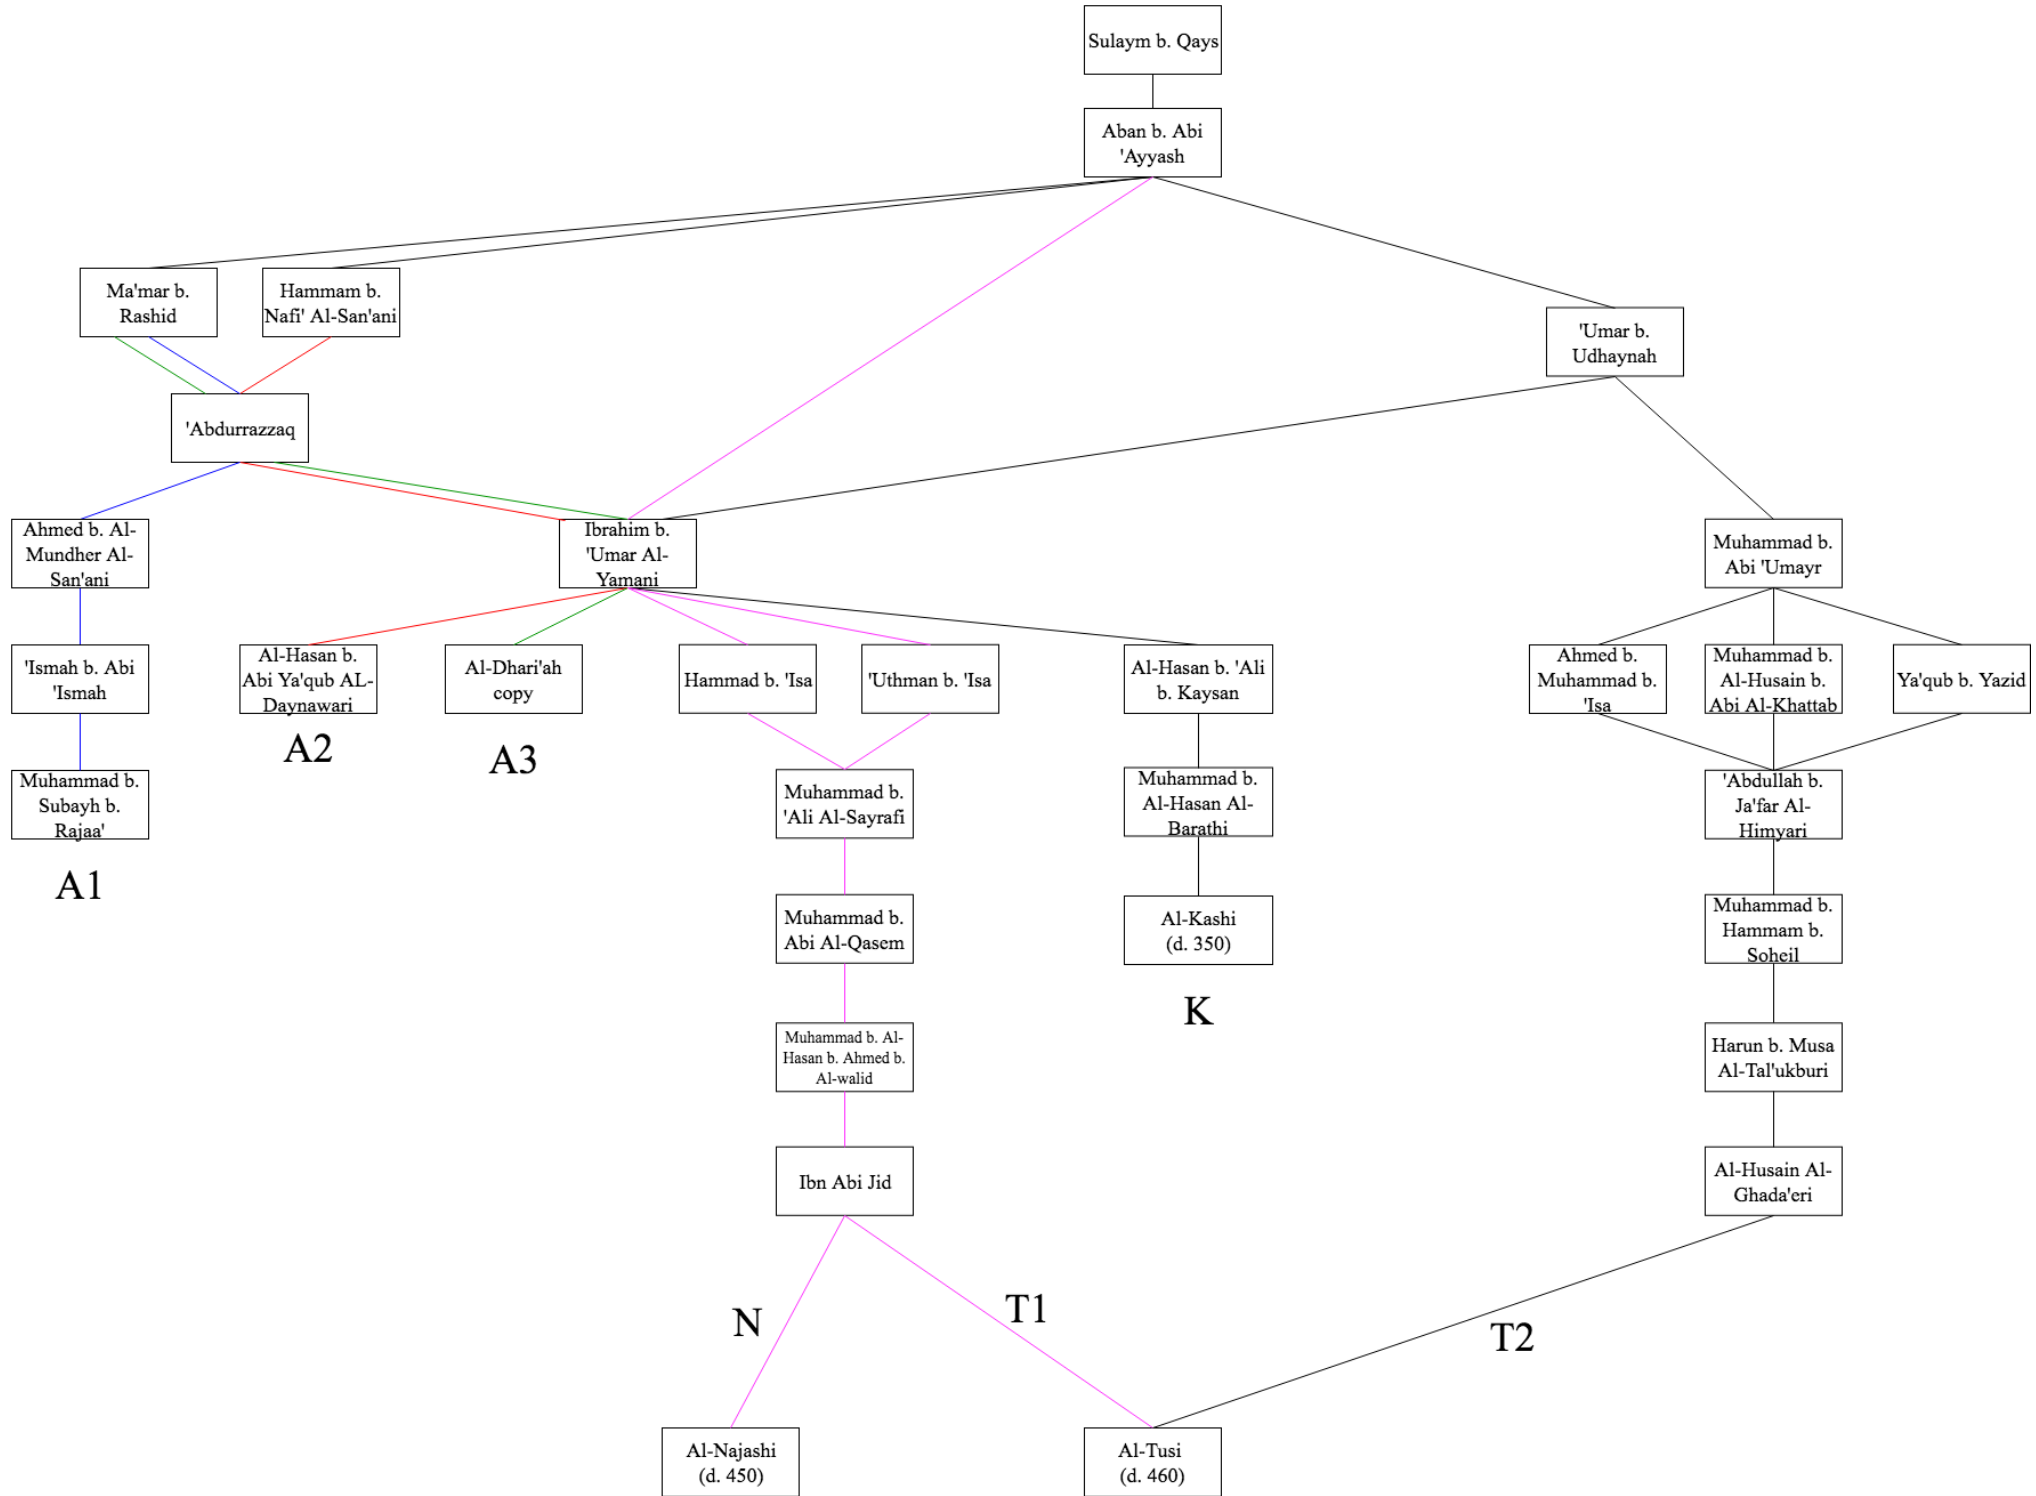 Sulaym b. Qays
Aban b. Abi
'Ayyash
Ma'mar b.
Rashid
Hammam b.
Nafi' Al-San'ani
'Umar b.
Udhaynah
'Abdurrazzaq
Ahmed b. Al-
Mundher Al-
San'ani
Ibrahim b.
'Umar Al-
Yamani
Muhammad b.
Abi 'Umayr
'Ismah b. Abi
'Ismah
Al-Hasan b.
Abi Ya'qub AL-
Daynawari
Al-Dhari'ah
copy
Hammad b. 'Isa
'Uthman b. 'Isa
Al-Hasan b. 'Ali
b. Kaysan
Ahmed b.
Muhammad b.
'Isa
Muhammad b.
Al-Husain b.
Abi Al-Khattab
Ya'qub b. Yazid
A2
A3
Muhammad b.
Subayh b.
Rajaa'
Muhammad b.
'Ali Al-Sayrafi
Muhammad b.
Al-Hasan Al-
Barathi
'Abdullah b.
Ja'far Al-
Himyari
A1
Muhammad b.
Abi Al-Qasem
Al-Kashi
(d. 350)
Muhammad b.
Hammam b.
Soheil
K
Muhammad b. Al-
Hasan b. Ahmed b.
Al-walid
Harun b. Musa
Al-Tal'ukburi
Ibn Abi Jid
Al-Husain Al-
Ghada'eri
N
T1
T2
Al-Najashi
(d. 450)
Al-Tusi
(d. 460)